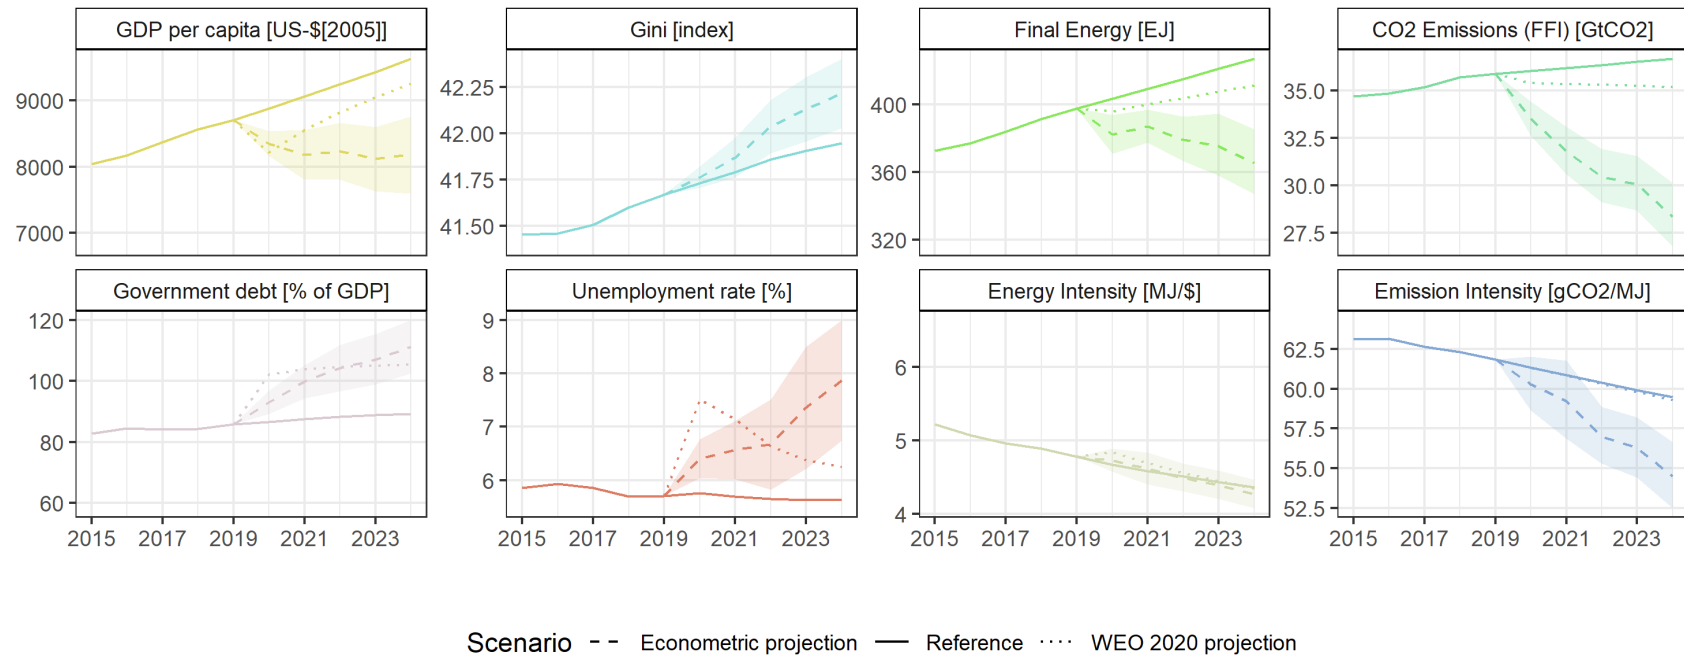 GDP per capita [US-$[2005]]
Gini [index]
Final Energy [EJ]
CO2 Emissions (FFI) [GtCO2]
9000
8000
7000
42.25
42.00
41.75
41.50
400
360
320
35.0
32.5
30.0
27.5
Government debt [% of GDP]
Unemployment rate [%]
Energy Intensity [MJ/$]
Emission Intensity [gCO2/MJ]
120
100
80
60
9
8
7
6
6
5
4
62.5
60.0
57.5
55.0
52.5
2015 2017 2019 2021 2023
2015 2017 2019 2021 2023
2015 2017 2019 2021 2023
2015 2017 2019 2021 2023
Scenario Econometric projection Reference WEO 2020 projection